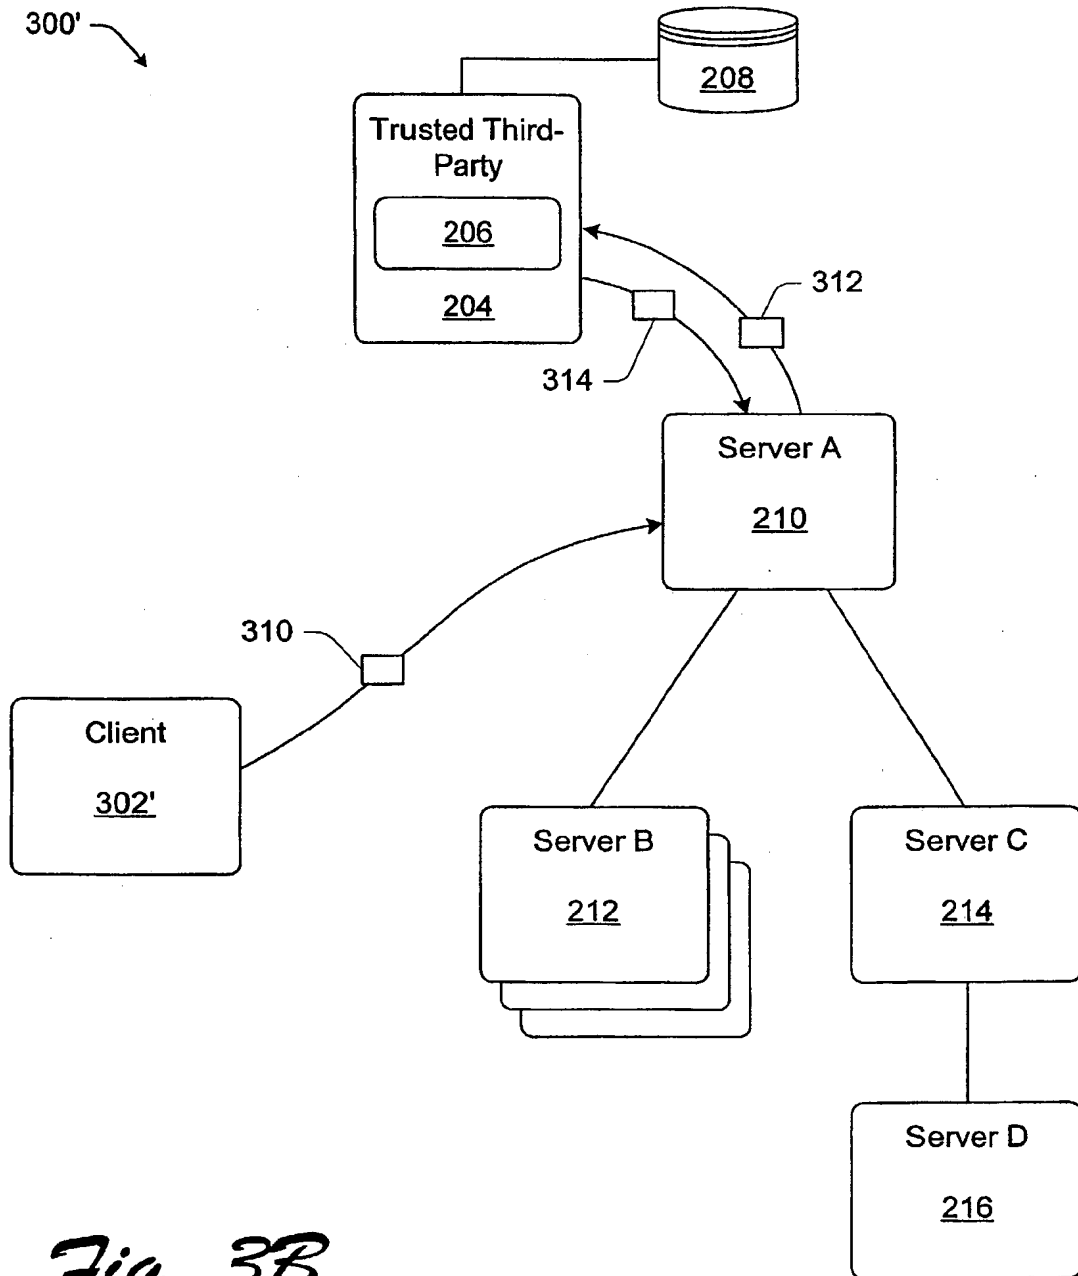 300'
208
Trusted Third-
Party
206
204
312
314
Server A
210
310
Client
302'
Server B
212
Server C
214
Server D
216
Fig. 3B